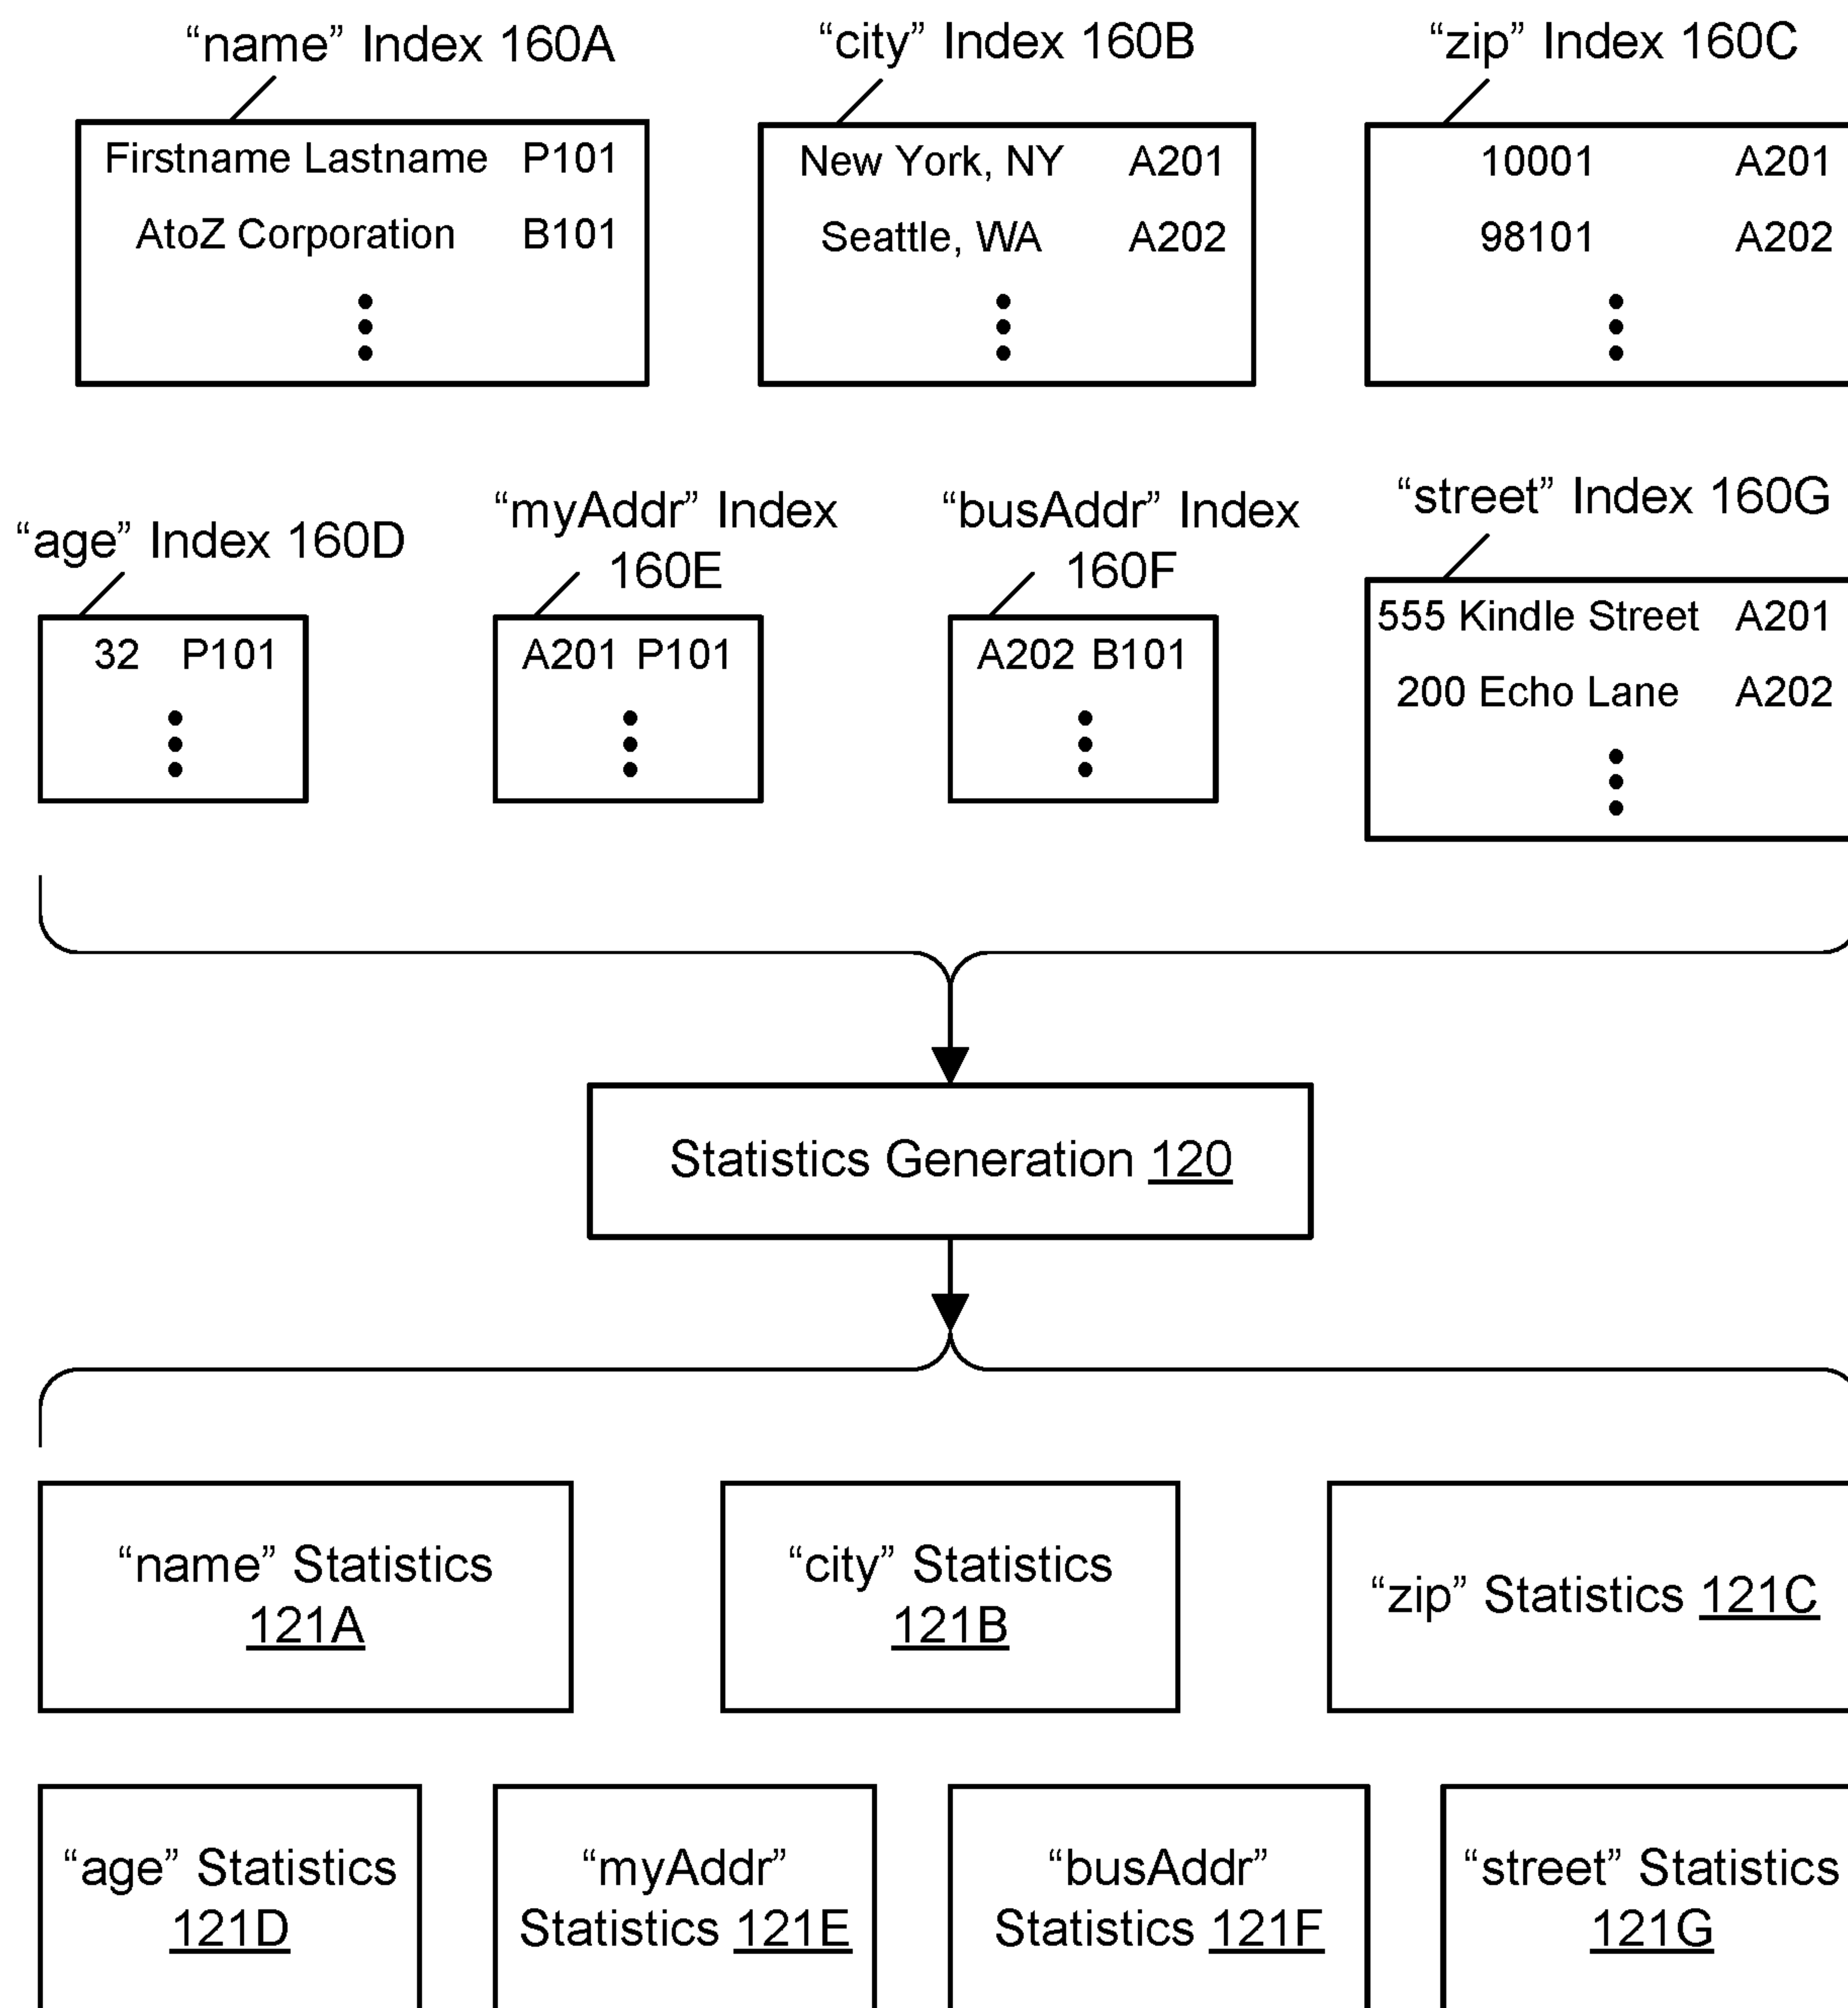 “name” Index 160A
“city” Index 160B
“zip” Index 160C
Firstname Lastname P101
AtoZ Corporation B101
New York, NY A201
Seattle, WA A202
10001 A201
98101 A202
“age” Index 160D
“myAddr” Index
160E
“busAddr” Index
160F
“street” Index 160G
32 P101
A201 P101
A202 B101
555 Kindle Street A201
200 Echo Lane A202
Statistics Generation 120
“name” Statistics
121A
“city” Statistics
121B
“zip” Statistics 121C
“age” Statistics
121D
“myAddr”
Statistics 121E
“busAddr”
Statistics 121F
“street” Statistics
121G